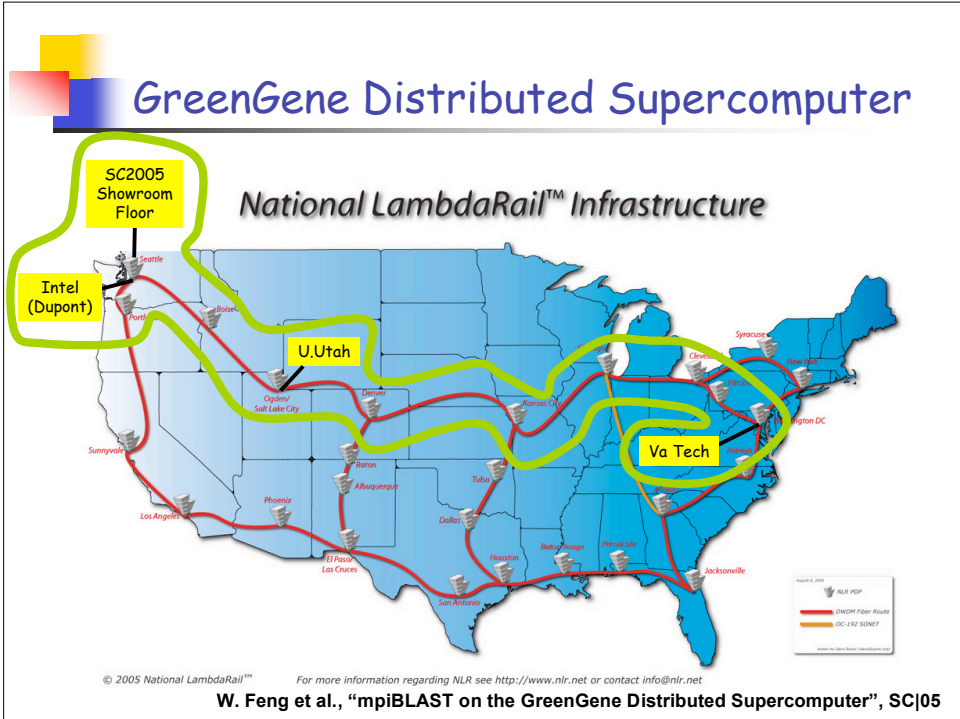 GreenGene Distributed Supercomputer
SC2005
Showroom
Floor
National LambdaRail™ Infrastructure
Seattle
Intel
(Dupont)
Boise
U.Utah
Ogden/
Salt Lake City
Denver
Kansas City
Syracuse
New York
Washington DC
Va Tech
Raleigh
Sunnyvale
Raton
Albuquerque
Tulsa
Phoenix
Los Angeles
Dallas
El Paso/
Las Cruces
Houston
Baton Rouge
Pensacola
San Antonio
Jacksonville
NLR POP
DWDM Fiber Route
OC-192 SONET
© 2005 National LambdaRail™
For more information regarding NLR see http://www.nlr.net or contact info@nlr.net
W. Feng et al., “mpiBLAST on the GreenGene Distributed Supercomputer”, SC|05